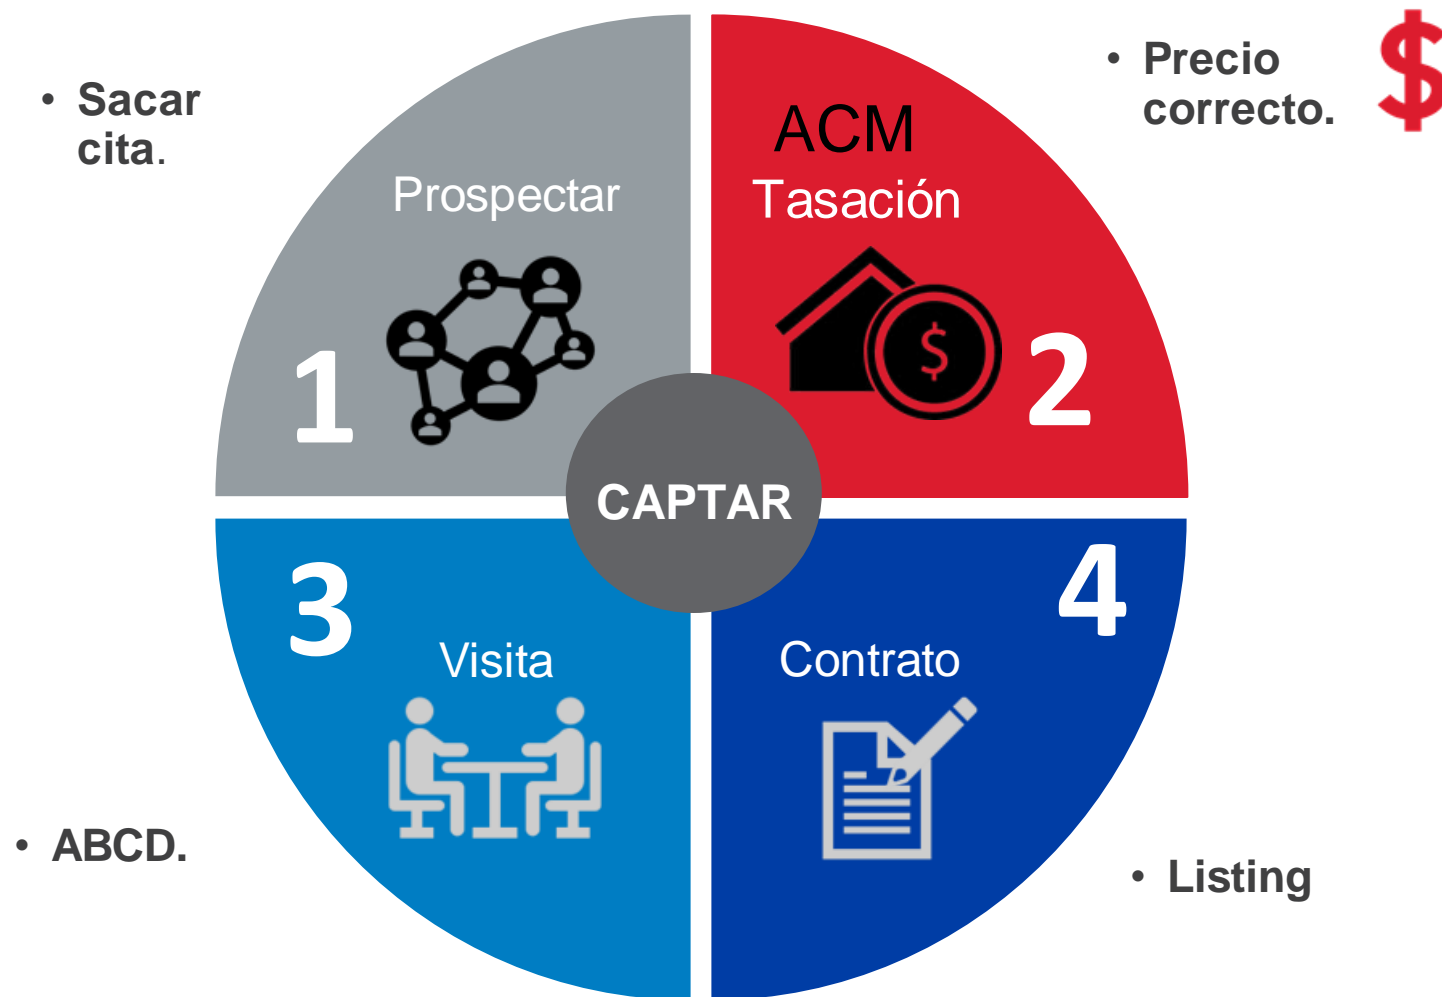 • Sacar
cita.
Prospectar
1
ACM
Tasación
$
2
• Precio
correcto.
$
CAPTAR
3
Visita
• ABCD.
4
Contrato
• Listing